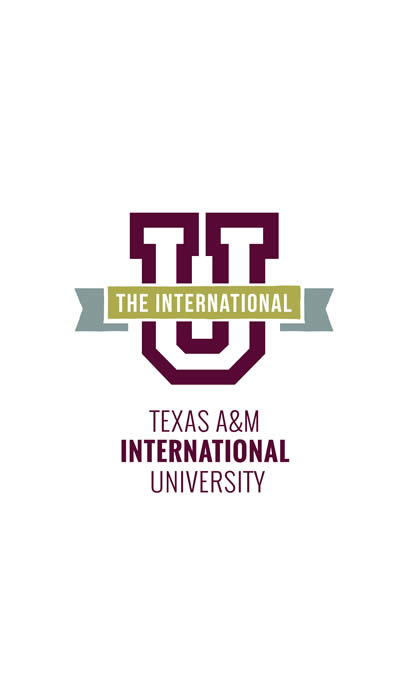 U
THE INTERNATIONAL
TEXAS A&M
INTERNATIONAL
UNIVERSITY